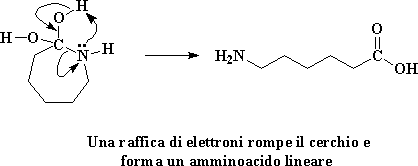 O H
H-O C N H
H₂N O
C
OH
Una raffica di elettroni rompe il cerchio e
forma un amminoacido lineare